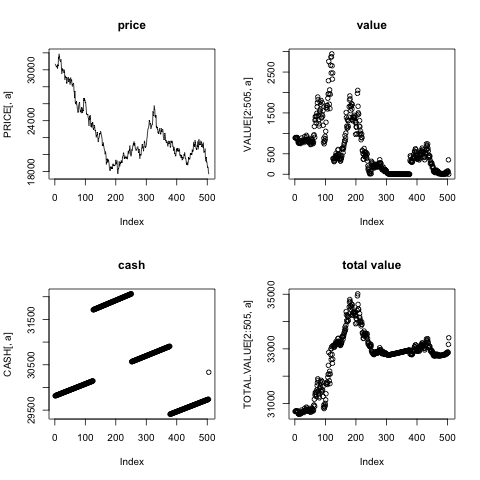 price
PRICE[, a]
18000 24000 30000
0 100 200 300 400 500
Index
value
VALUE[2:505, a]
0 500 1500 2500
0 100 200 300 400 500
Index
cash
CASH[, a]
29500 30500 31500
0 100 200 300 400 500
Index
total value
TOTAL.VALUE[2:505, a]
31000 33000 35000
0 100 200 300 400 500
Index